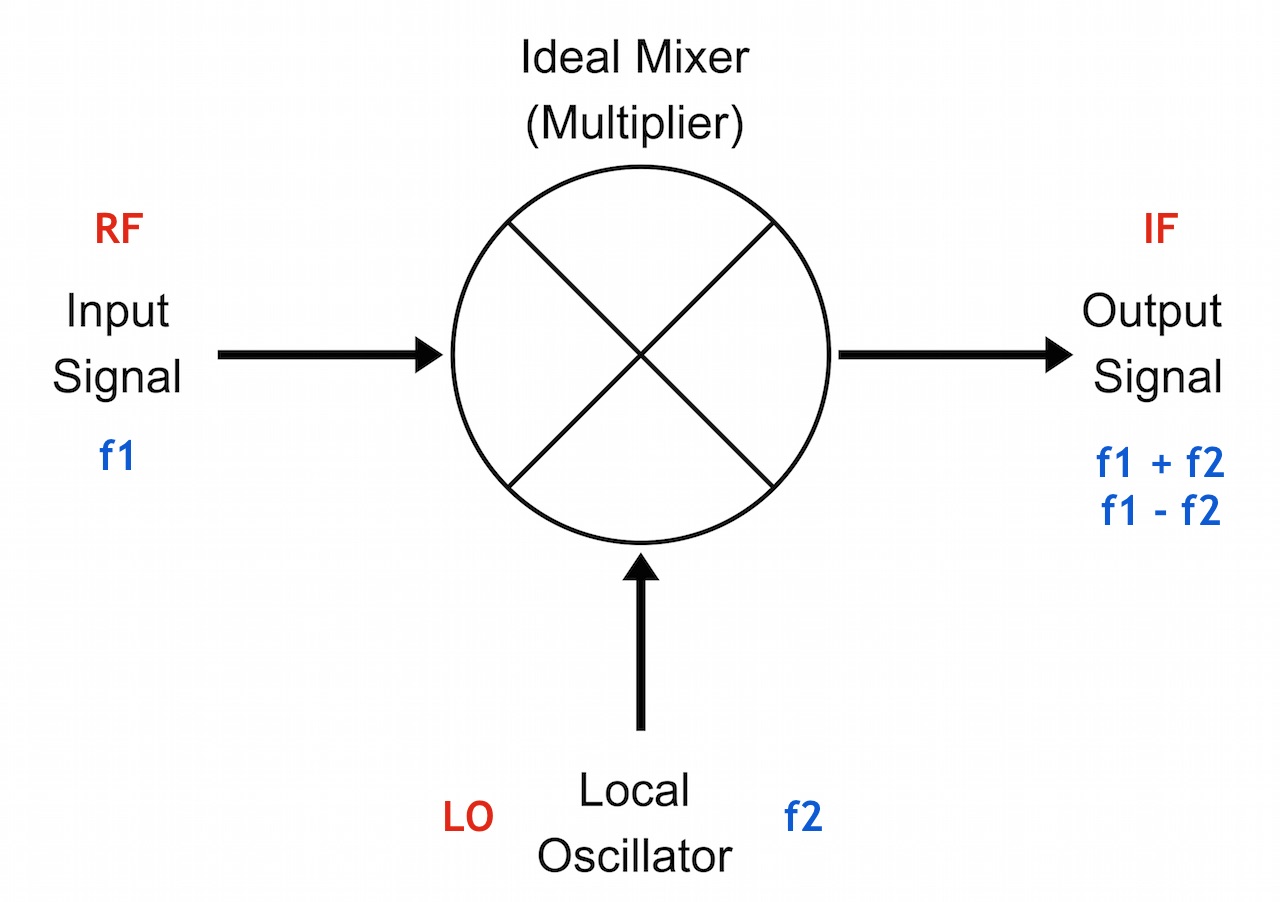 Ideal Mixer
(Multiplier)
RF
Input
Signal
f1
IF
Output
Signal
f1 + f2
f1 - f2
LO
Local
Oscillator
f2